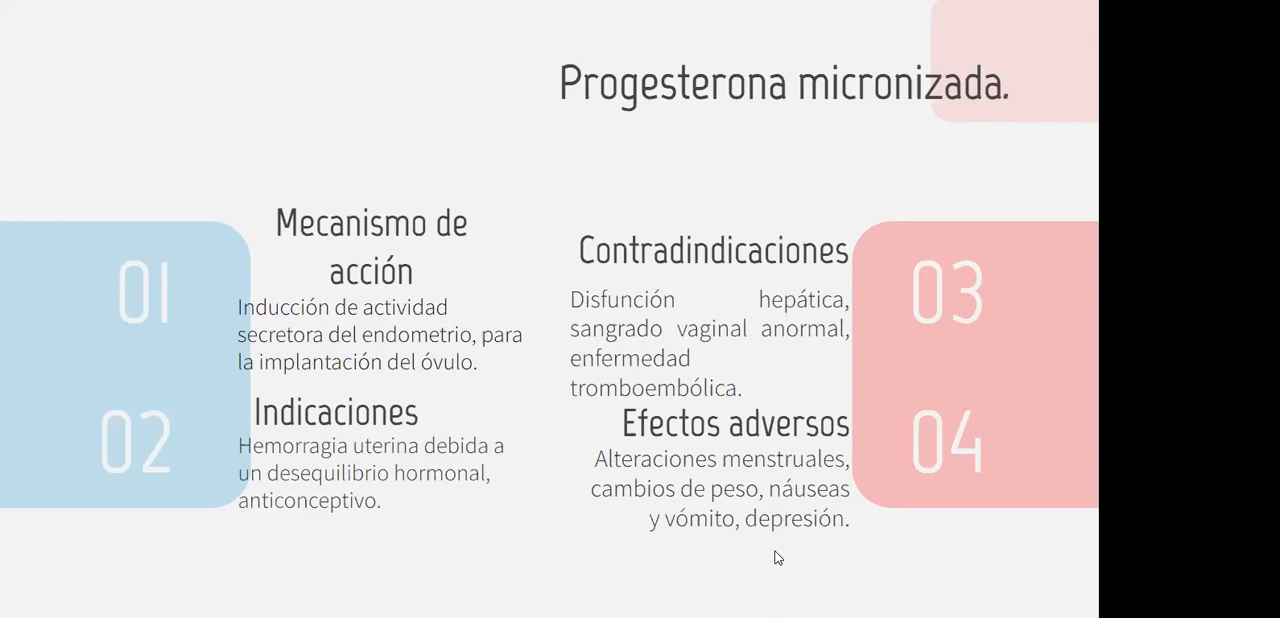 Progesterona micronizada.
01
Mecanismo de
acción
Inducción de actividad
secretora del endometrio, para
la implantación del óvulo.
02
Indicaciones
Hemorragia uterina debida a
un desequilibrio hormonal,
anticonceptivo.
Contradindicaciones
03
Disfunción hepática,
sangrado vaginal anormal,
enfermedad
tromboembólica.
Efectos adversos
04
Alteraciones menstruales,
cambios de peso, náuseas
y vómito, depresión.